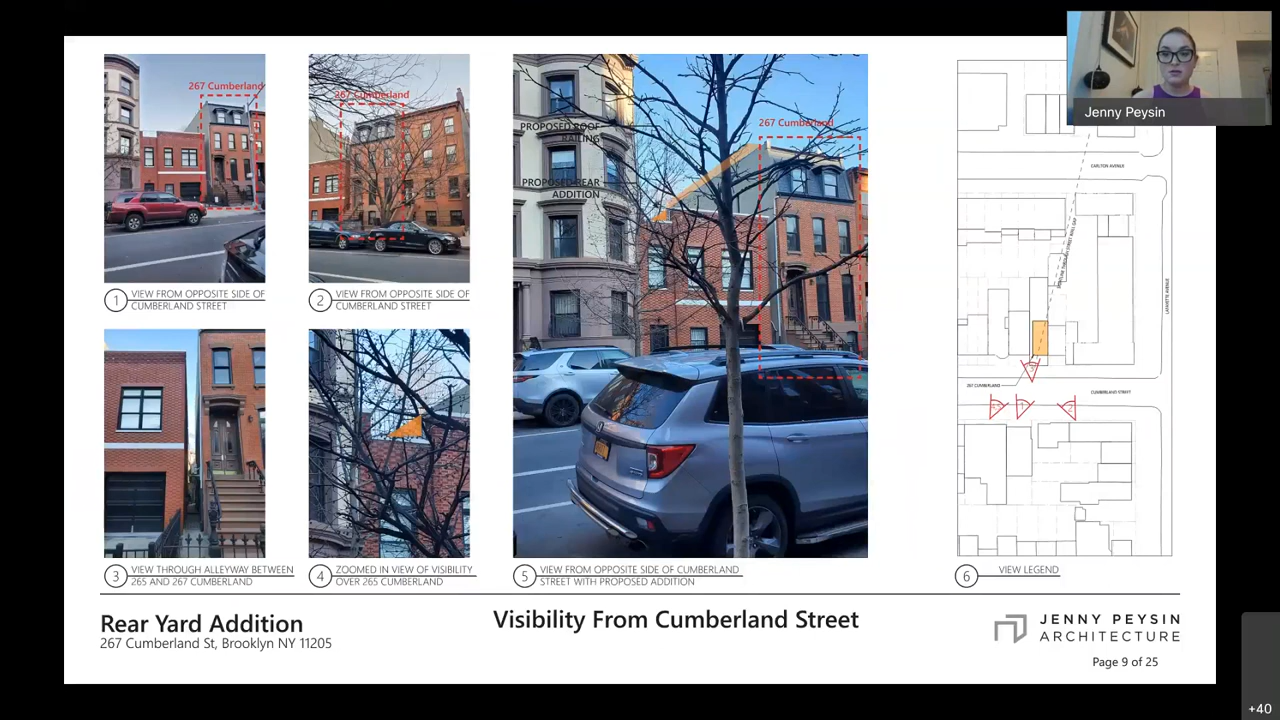 267 Cumberland
267 Cumberland
PROPOSED ROOF
RAILING
PROPOSED REAR
ADDITION
267 Cumberland
Jenny Peysin
CARLTON AVENUE
LAFAYETTE AVENUE
267 CUMBERLAND
CUMBERLAND STREET
1 VIEW FROM OPPOSITE SIDE OF
CUMBERLAND STREET
2 VIEW FROM OPPOSITE SIDE OF
CUMBERLAND STREET
3 VIEW THROUGH ALLEYWAY BETWEEN
265 AND 267 CUMBERLAND
4 ZOOMED IN VIEW OF VISIBILITY
OVER 265 CUMBERLAND
5 VIEW FROM OPPOSITE SIDE OF CUMBERLAND
STREET WITH PROPOSED ADDITION
6 VIEW LEGEND
Rear Yard Addition
267 Cumberland St, Brooklyn NY 11205
Visibility From Cumberland Street
JENNY PEYSIN
ARCHITECTURE
Page 9 of 25
+40